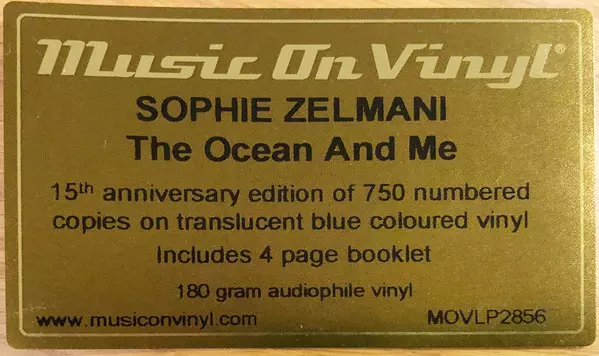 Music On Vinyl®
SOPHIE ZELMANI
The Ocean And Me
15th anniversary edition of 750 numbered
copies on translucent blue coloured vinyl
Includes 4 page booklet
180 gram audiophile vinyl
www.musiconvinyl.com MOVLP2856